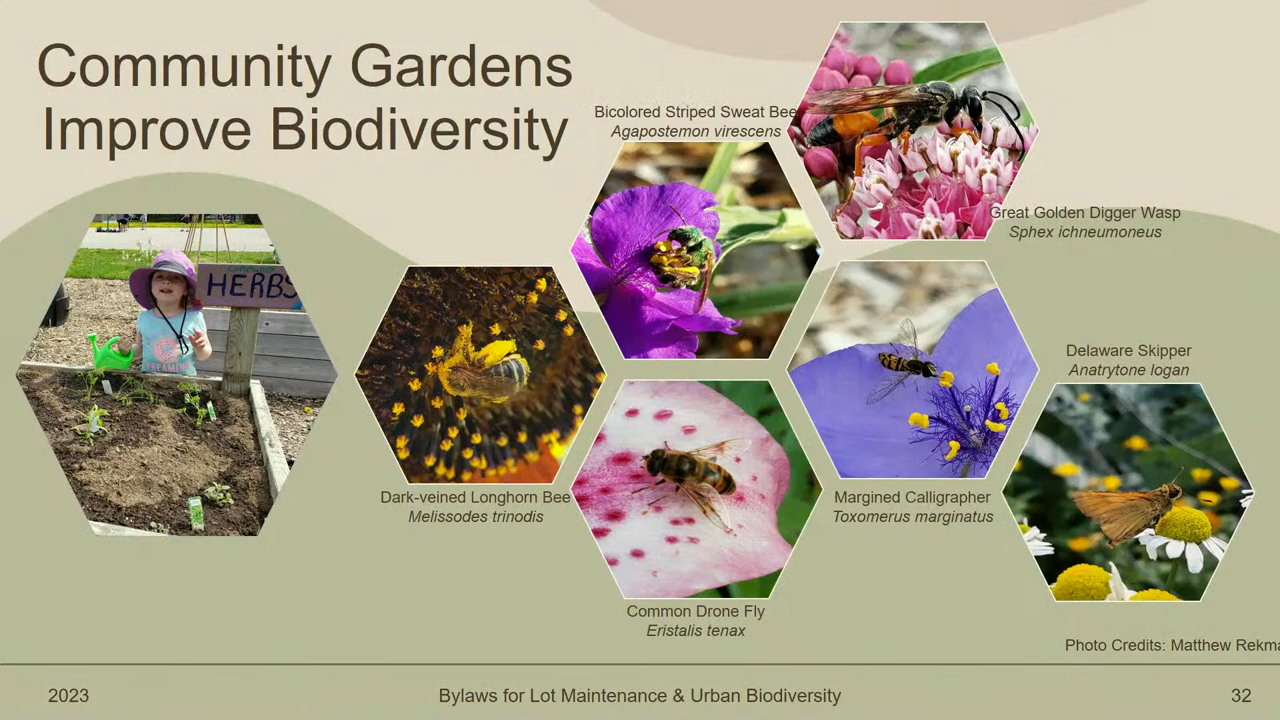 Community Gardens
Improve Biodiversity
Bicolored Striped Sweat Bee
Agapostemon virescens
Great Golden Digger Wasp
Sphex ichneumoneus
HERBS
Delaware Skipper
Anatrytone logan
Dark-veined Longhorn Bee
Melissodes trinodis
Margined Calligrapher
Toxomerus marginatus
Common Drone Fly
Eristalis tenax
Photo Credits: Matthew Rekma
2023
Bylaws for Lot Maintenance & Urban Biodiversity
32